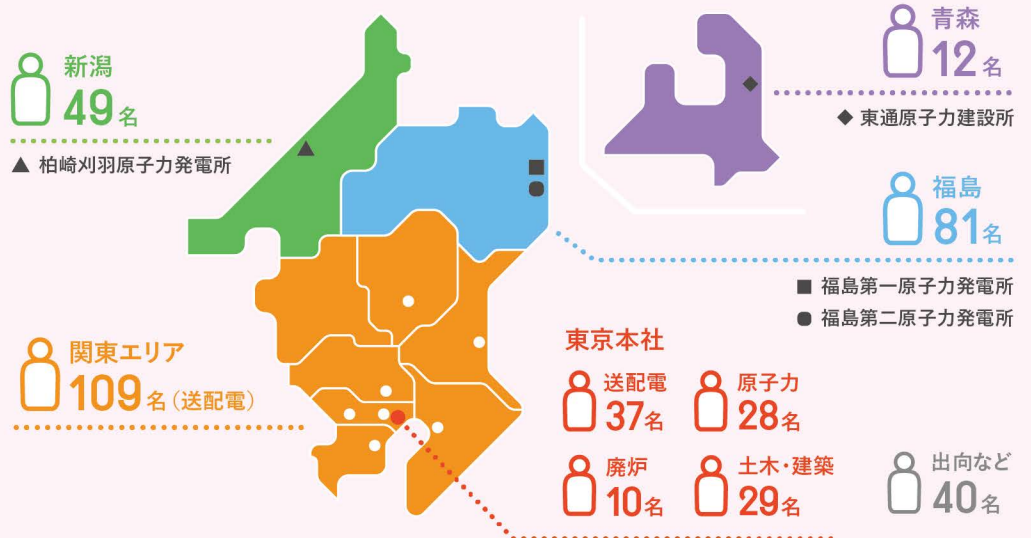 新潟
49名
▲ 柏崎刈羽原子力発電所
青森
12名
◆ 東通原子力建設所
福島
81名
■ 福島第一原子力発電所
● 福島第二原子力発電所
関東エリア
109名（送配電）
東京本社
送配電
37名
原子力
28名
廃炉
10名
土木・建築
29名
出向など
40名